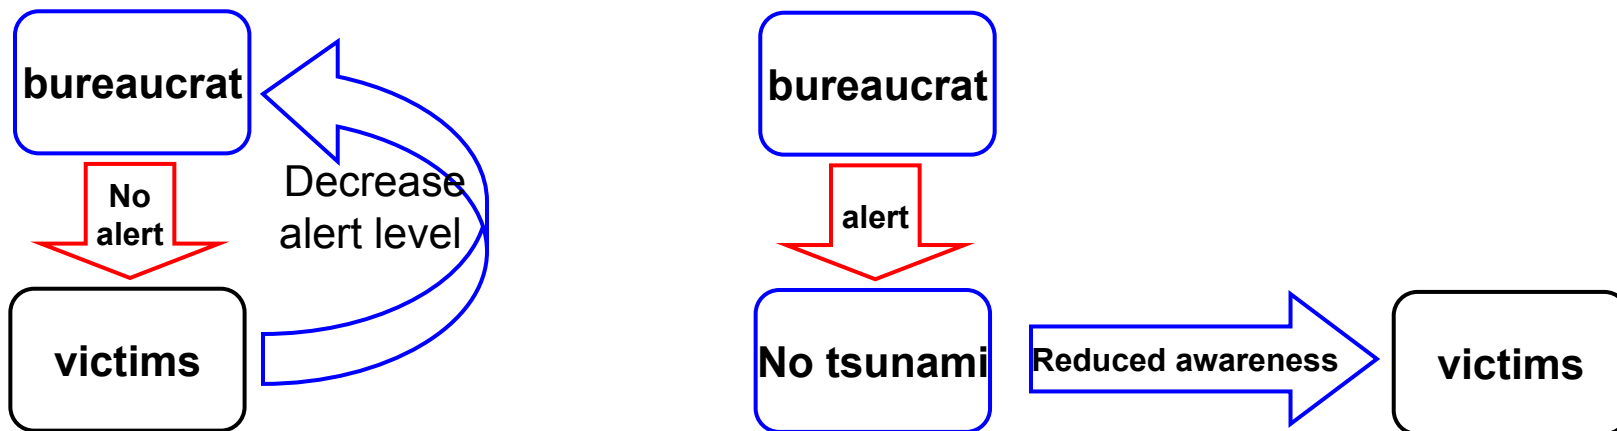 bureaucrat
No
alert
Decrease
alert level
victims
bureaucrat
alert
No tsunami
Reduced awareness
victims